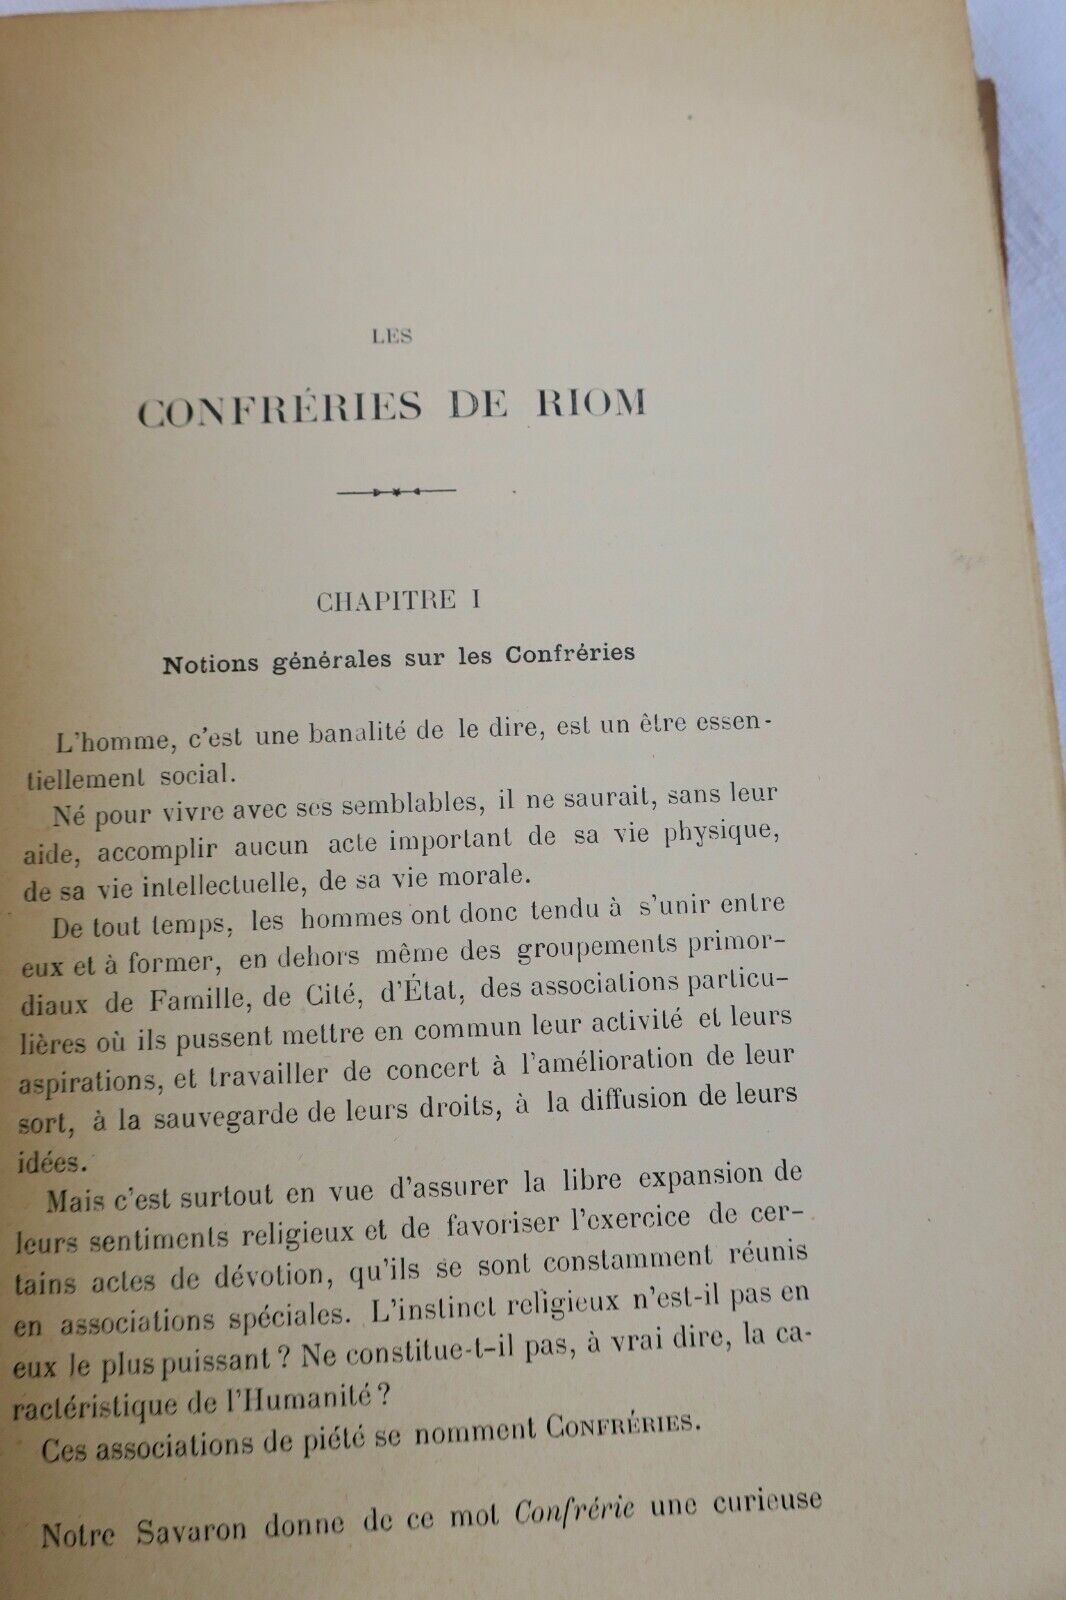 LES
CONFRÉRIES DE RIOM
CHAPITRE I
Notions générales sur les Confréries
L'homme, c'est une banalité de le dire, est un être essen-
tiellement social.
Né pour vivre avec ses semblables, il ne saurait, sans leur
aide, accomplir aucun acte important de sa vie physique,
de sa vie intellectuelle, de sa vie morale.
De tout temps, les hommes ont donc tendu à s'unir entre
eux et à former, en dehors même des groupements primor-
diaux de Famille, de Cité, d'État, des associations particu-
lières où ils pussent mettre en commun leur activité et leurs
aspirations, et travailler de concert à l'amélioration de leur
sort, à la sauvegarde de leurs droits, à la diffusion de leurs
idées.
Mais c'est surtout en vue d'assurer la libre expansion de
leurs sentiments religieux et de favoriser l'exercice de cer-
tains actes de dévotion, qu'ils se sont constamment réunis
en associations spéciales. L'instinct religieux n'est-il pas en
eux le plus puissant ? Ne constitue-t-il pas, à vrai dire, la ca-
ractéristique de l'Humanité ?
Ces associations de piété se nomment CONFRÉRIES.
Notre Savaron donne de ce mot Confrérie une curieuse